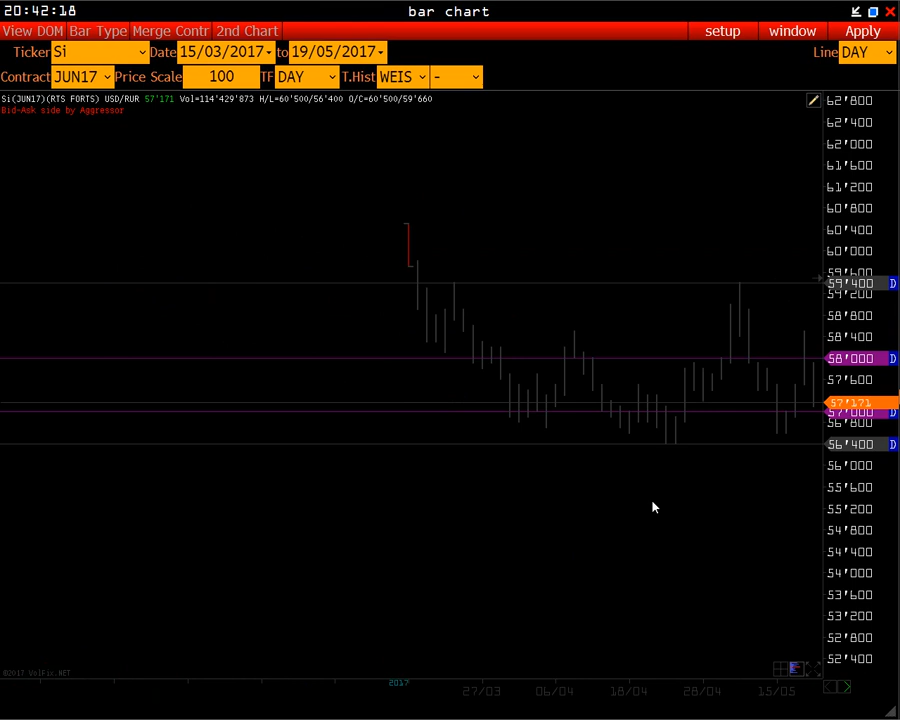 20:42:18 bar chart
View DOM Bar Type Merge Contr 2nd Chart setup window Apply
Ticker Si Date 15/03/2017 to 19/05/2017 Line DAY
Contract JUN17 Price Scale 100 TF DAY T.Hist WEIS -
Si(JUN17)(RTS FORTS) USD/RUR 57'171 Vol=114'429'873 H/L=60'500/56'400 O/C=60'500/59'660
Bid-Ask side by Aggressor
62'800
62'400
62'000
61'600
61'200
60'800
60'400
60'000
59'600
59'400 D
59'200
58'800
58'400
58'000 D
57'600
57'171
57'000 D
56'800
56'400 D
56'000
55'600
55'200
54'800
54'400
54'000
53'600
53'200
52'800
52'400
©2017 VolFix.NET
2017 27/03 06/04 18/04 28/04 15/05